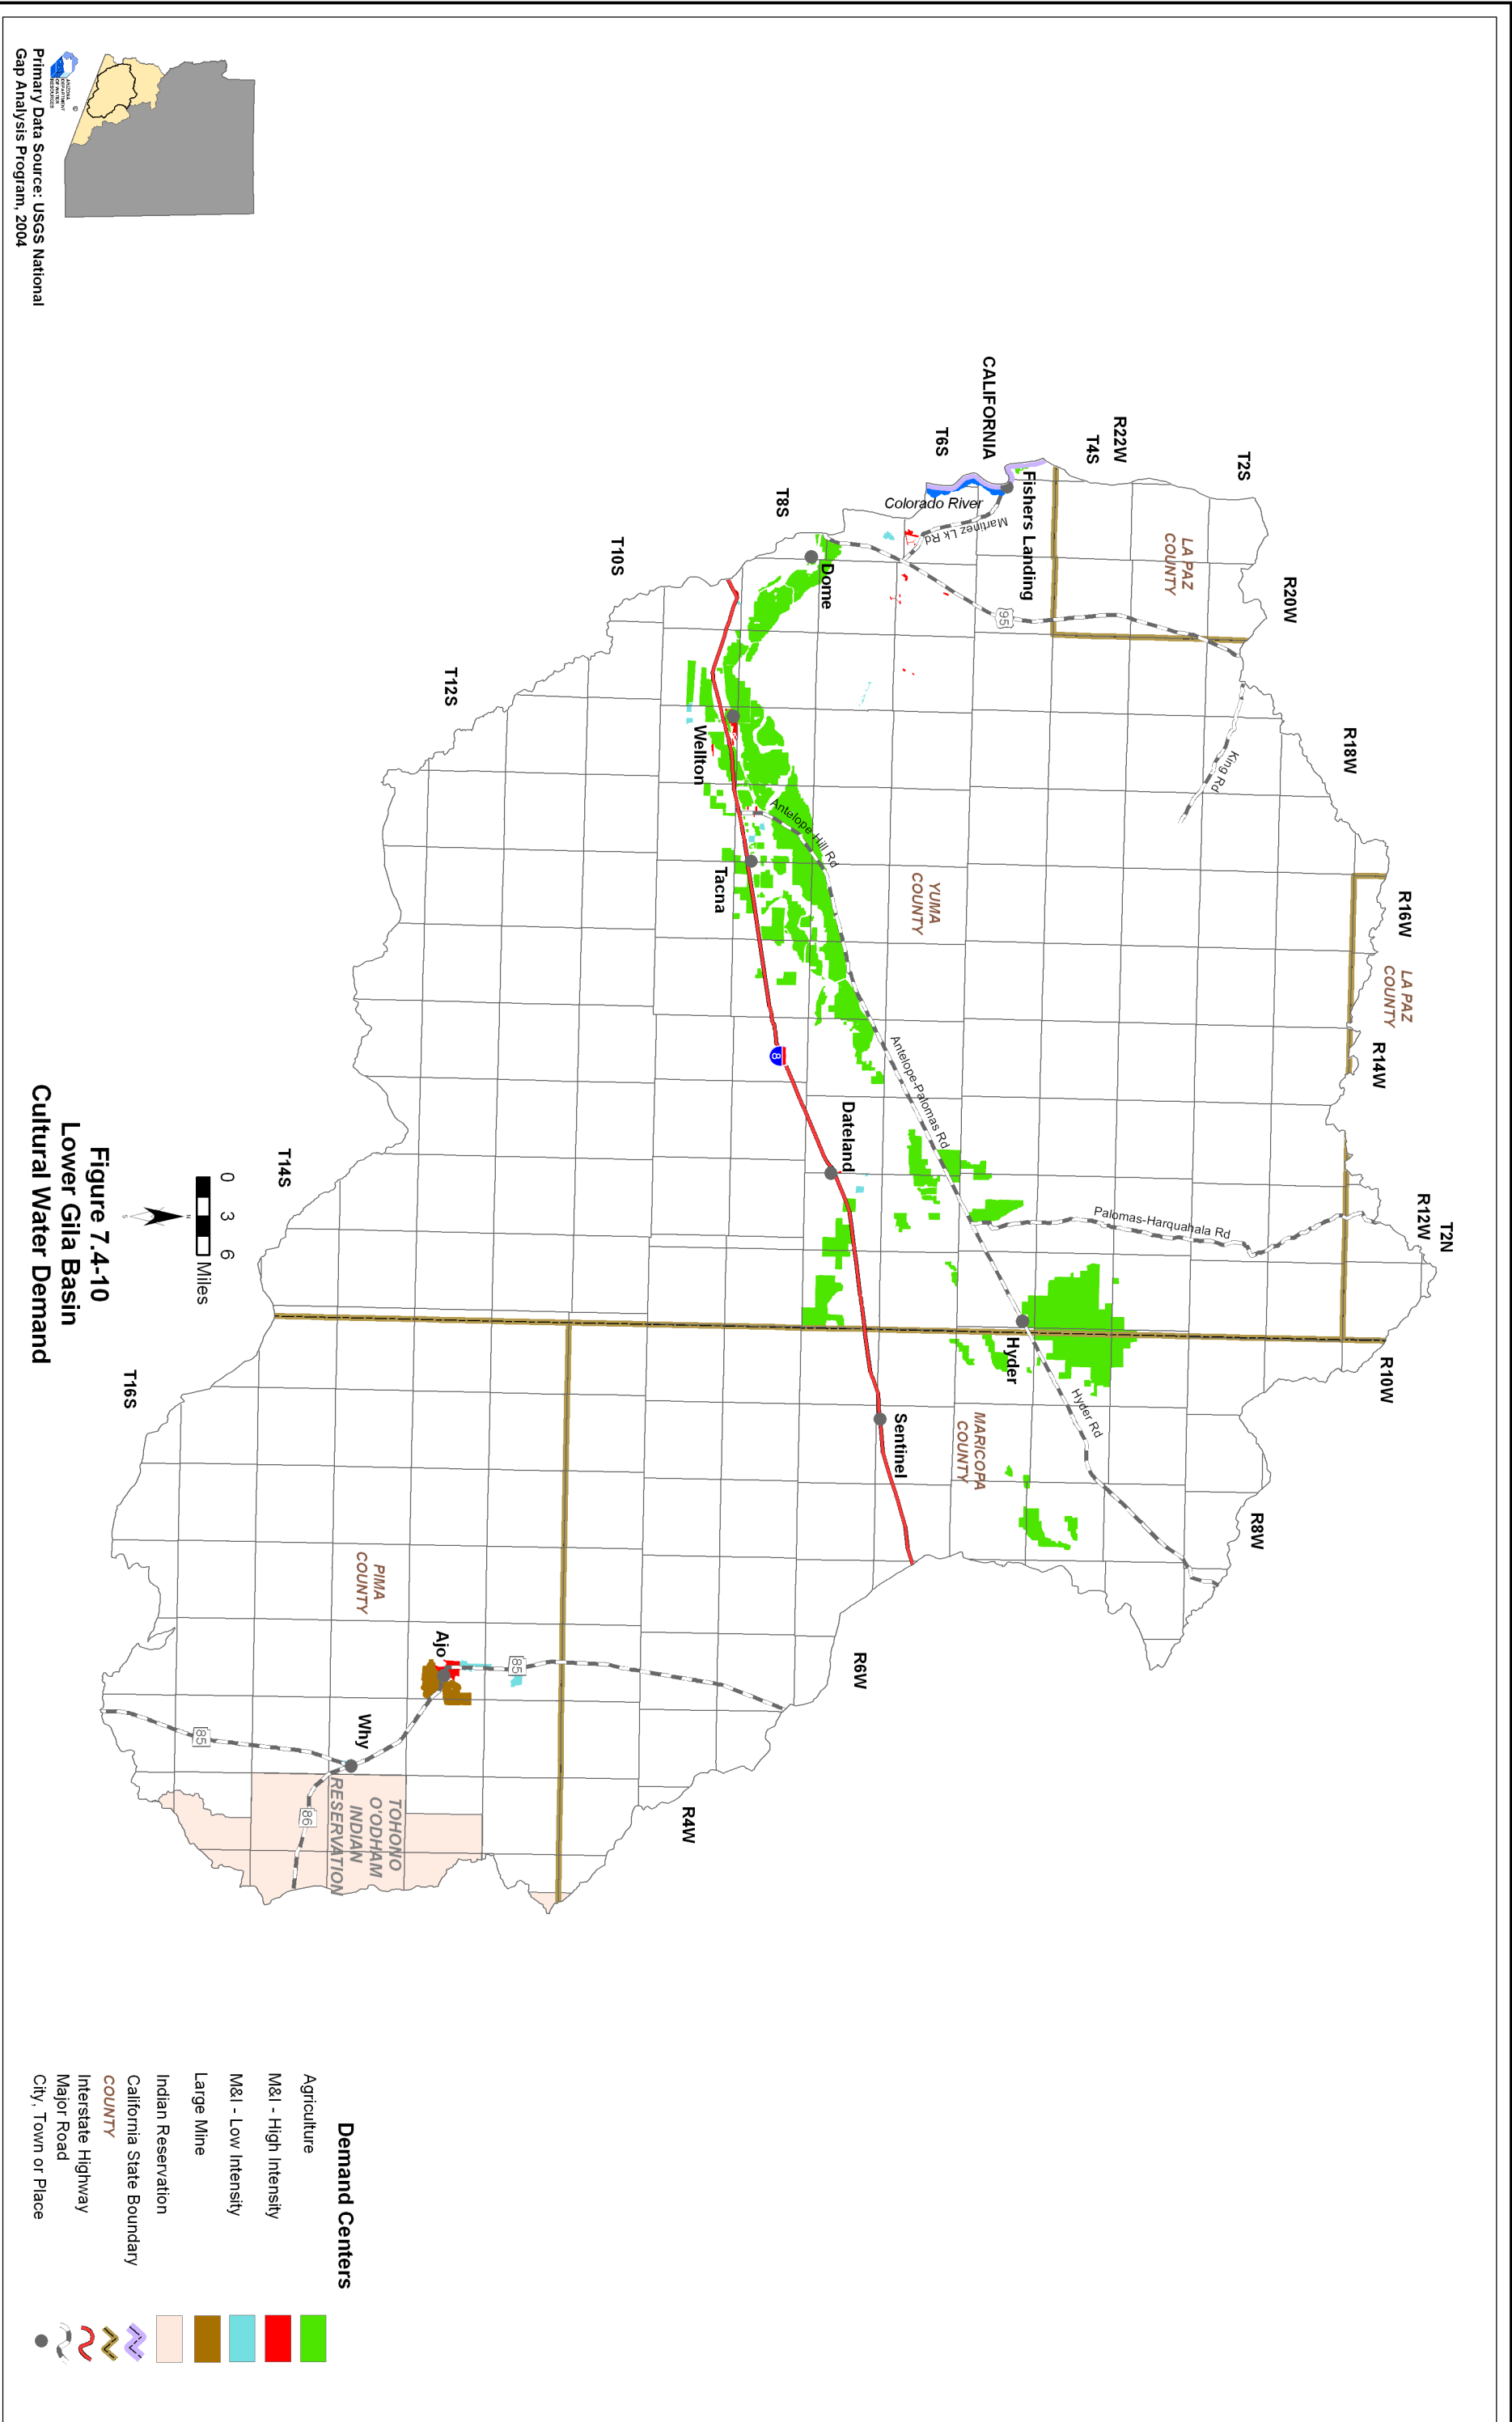 T2N
R12W
R10W
R16W
LA PAZ
COUNTY
R14W
R18W
R20W
R8W
T2S
King Rd
Palomas-Harquahala Rd
LA PAZ
COUNTY
R22W
T4S
Hyder Rd
Fishers Landing
95
Hyder
CALIFORNIA
Martinez Lk Rd
Colorado River
T6S
YUMA
COUNTY
Antelope-Palomas Rd
MARICOPA
COUNTY
Sentinel
R6W
Dome
Antelope Hill Rd
Dateland
T8S
8
Wellton
Tacna
R4W
T10S
85
T12S
Ajo
PIMA
COUNTY
Why
TOHONO
O'ODHAM
INDIAN
RESERVATION
86
85
T14S
T16S
0 3 6
Miles
N
S
Figure 7.4-10
Lower Gila Basin
Cultural Water Demand
Demand Centers
Agriculture
M&I - High Intensity
M&I - Low Intensity
Large Mine
Indian Reservation
California State Boundary
COUNTY
Interstate Highway
Major Road
City, Town or Place
©
ARIZONA
DEPARTMENT
OF WATER
RESOURCES
Primary Data Source: USGS National
Gap Analysis Program, 2004